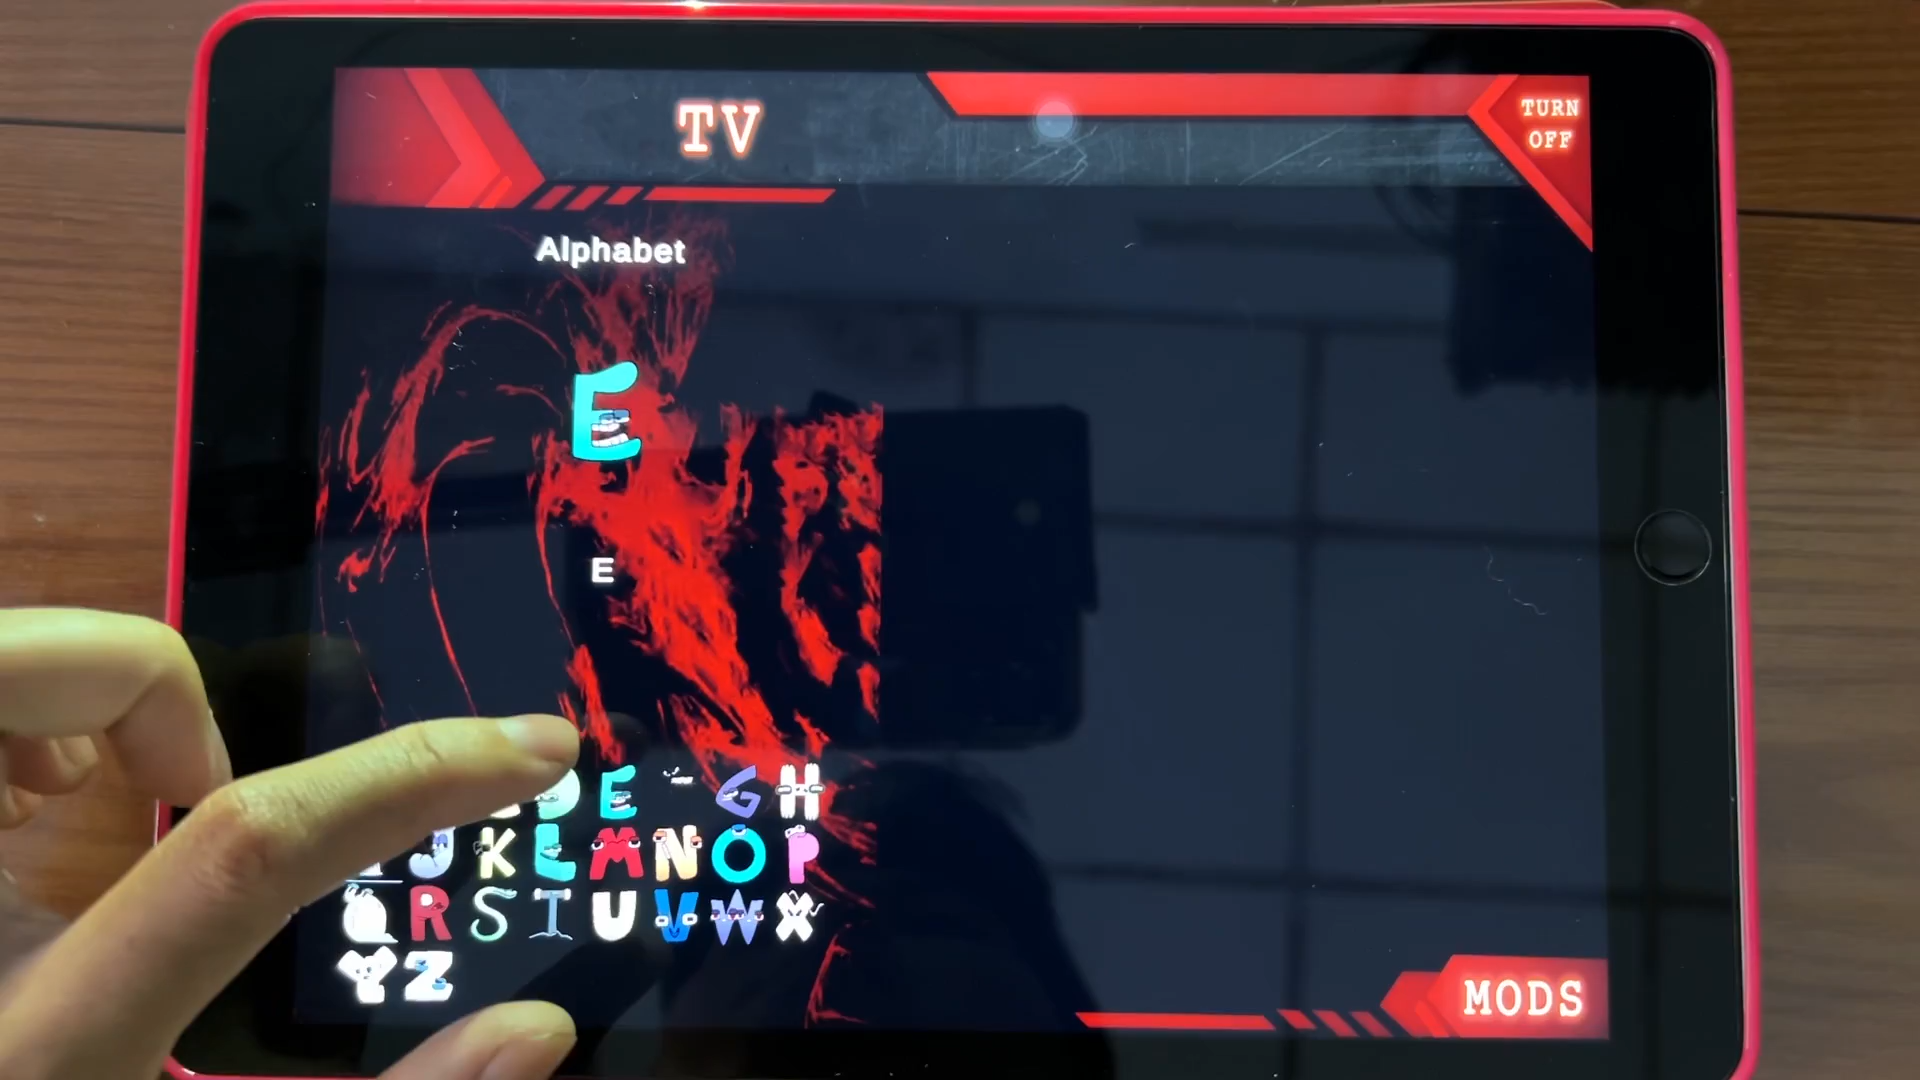 TV
TURN
OFF
Alphabet
E
E
D E G H
J K L M N O P
Q R S T U V W X
Y Z
MODS